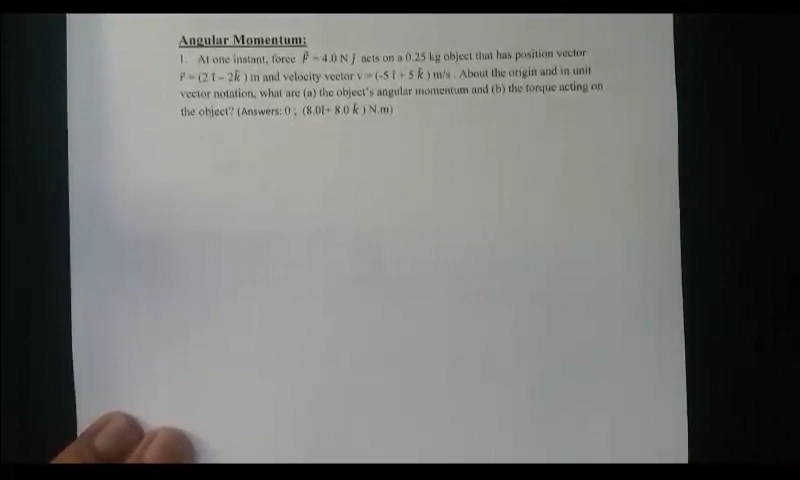 Angular Momentum:
1. At one instant, force F⃗ = 4.0 N ĵ acts on a 0.25 kg object that has position vector
r⃗ = (2 î – 2k̂ ) m and velocity vector v = (-5 î + 5 k̂ ) m/s . About the origin and in unit
vector notation, what are (a) the object's angular momentum and (b) the torque acting on
the object? (Answers: 0 ; (8.0î+ 8.0 k̂ ) N.m)